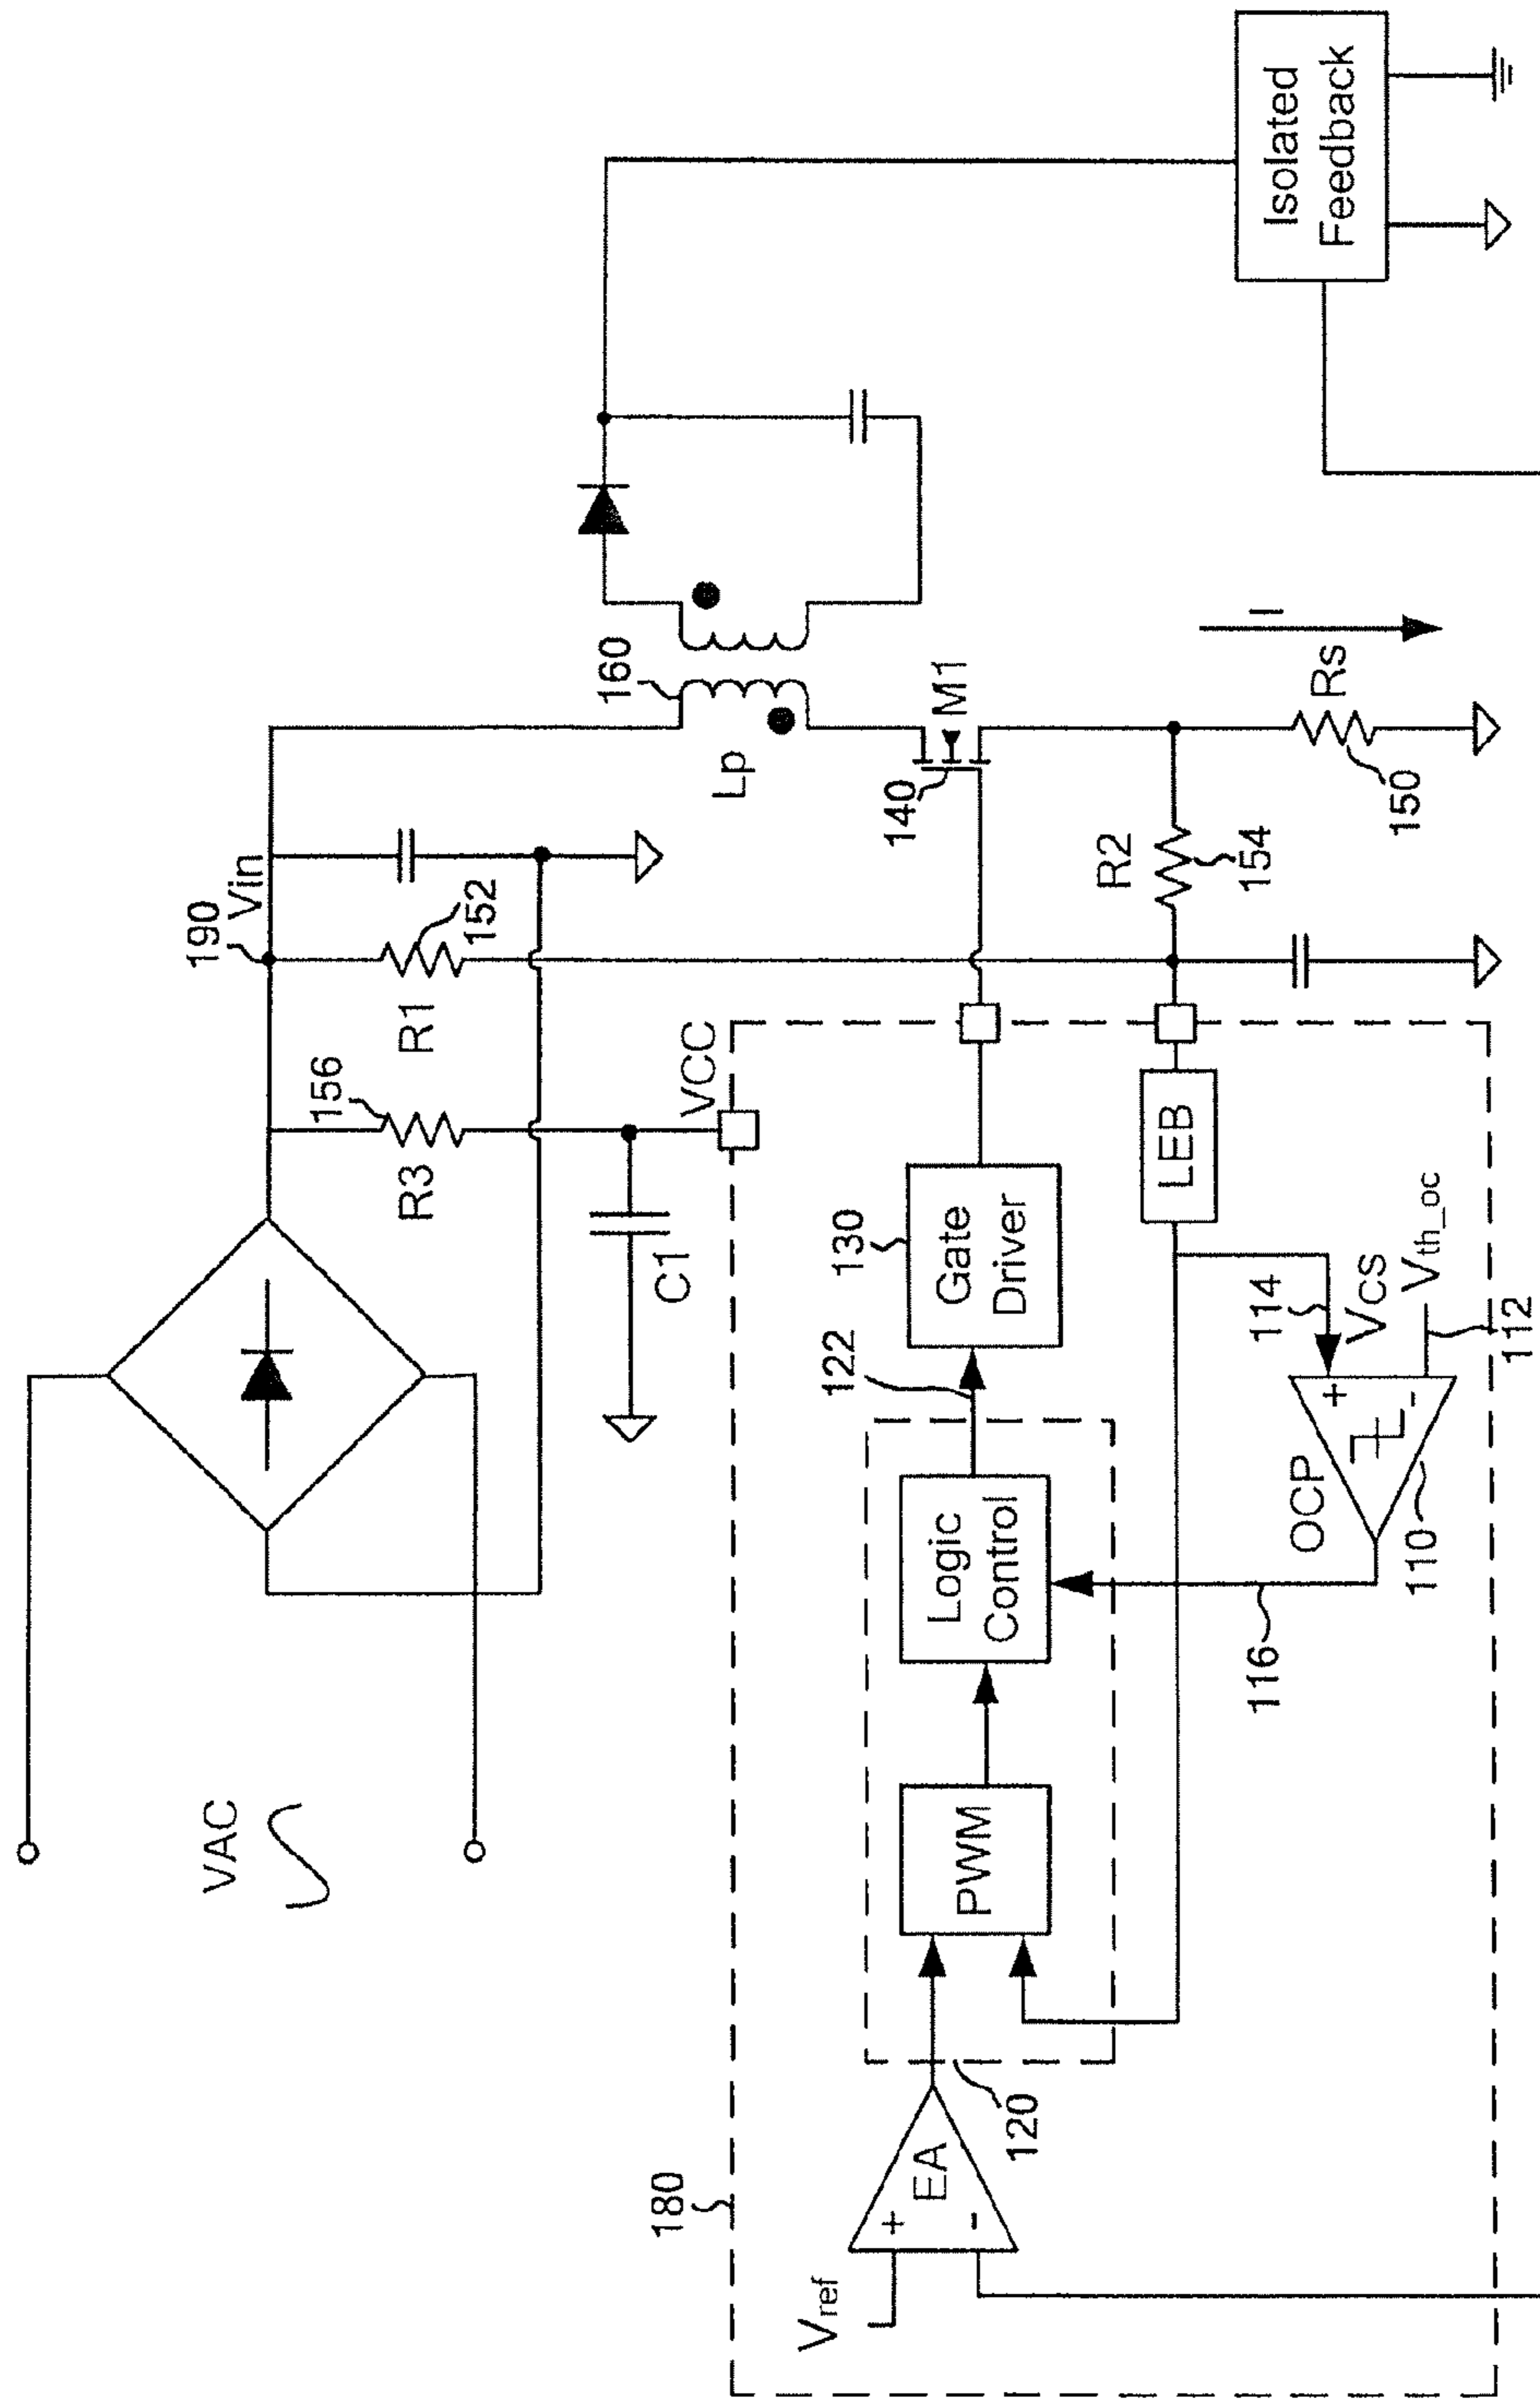 VAC
190
Vin
156
R3
R1
152
C1
VCC
160
Lp
140
M1
R2
154
Rs
150
I
Isolated
Feedback
180
Vref
EA
+
-
120
PWM
Logic
Control
122
130
Gate
Driver
LEB
116
OCP
110
+
-
114
VCS
Vth_oc
112